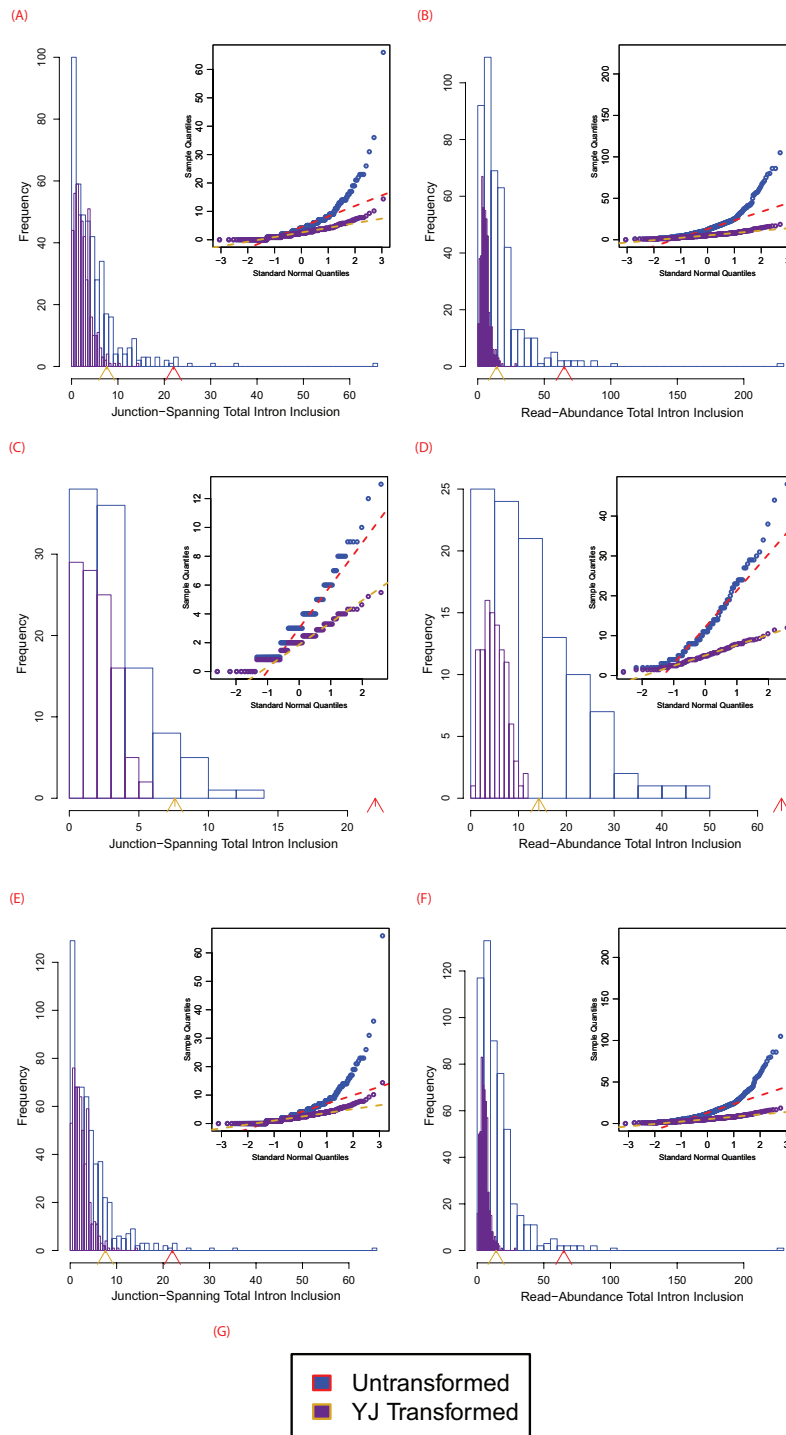 (A)
(B)
Frequency
0 20 40 60 80 100
0 10 20 30 40 50 60
Junction−Spanning Total Intron Inclusion
Sample Quantiles
0 10 20 30 40 50 60
−3 −2 −1 0 1 2 3
Standard Normal Quantiles
Frequency
0 20 40 60 80 100
0 50 100 150 200
Read−Abundance Total Intron Inclusion
Sample Quantiles
0 50 100 150 200
−3 −2 −1 0 1 2 3
Standard Normal Quantiles
(C)
(D)
Frequency
0 10 20 30
0 5 10 15 20
Junction−Spanning Total Intron Inclusion
Sample Quantiles
0 2 4 6 8 10 12
−2 −1 0 1 2
Standard Normal Quantiles
Frequency
0 5 10 15 20 25
0 10 20 30 40 50 60
Read−Abundance Total Intron Inclusion
Sample Quantiles
0 10 20 30 40
−2 −1 0 1 2
Standard Normal Quantiles
(E)
(F)
Frequency
0 20 40 60 80 100 120
0 10 20 30 40 50 60
Junction−Spanning Total Intron Inclusion
Sample Quantiles
0 10 20 30 40 50 60
−3 −2 −1 0 1 2 3
Standard Normal Quantiles
Frequency
0 20 40 60 80 100 120
0 50 100 150 200
Read−Abundance Total Intron Inclusion
Sample Quantiles
0 50 100 150 200
−3 −2 −1 0 1 2 3
Standard Normal Quantiles
(G)
Untransformed
YJ Transformed